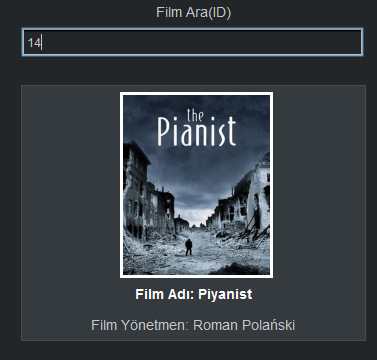 Film Ara(ID)
14
the
Pianist
Film Adı: Piyanist
Film Yönetmen: Roman Polański